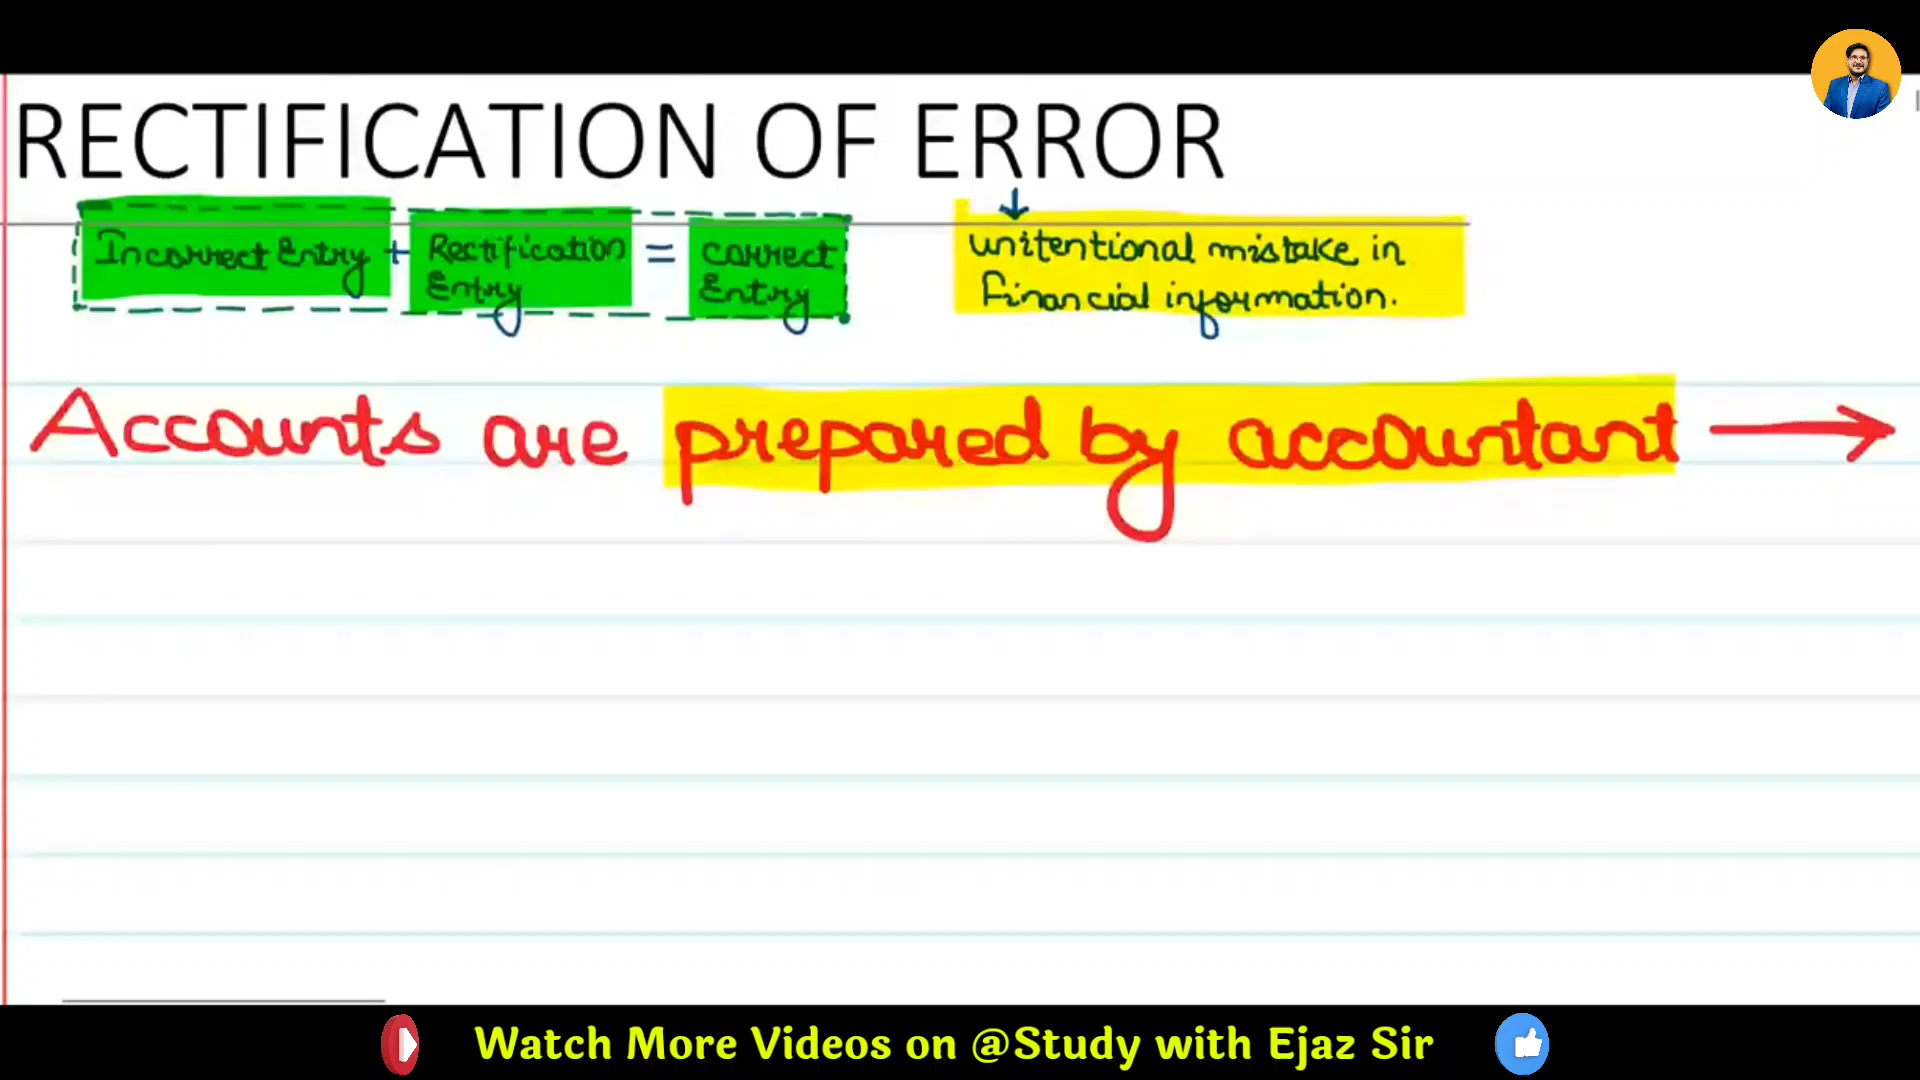 RECTIFICATION OF ERROR
Incorrect Entry + Rectification Entry = correct Entry
unitentional mistake in
financial information.
Accounts are prepared by accountant →
Watch More Videos on @Study with Ejaz Sir